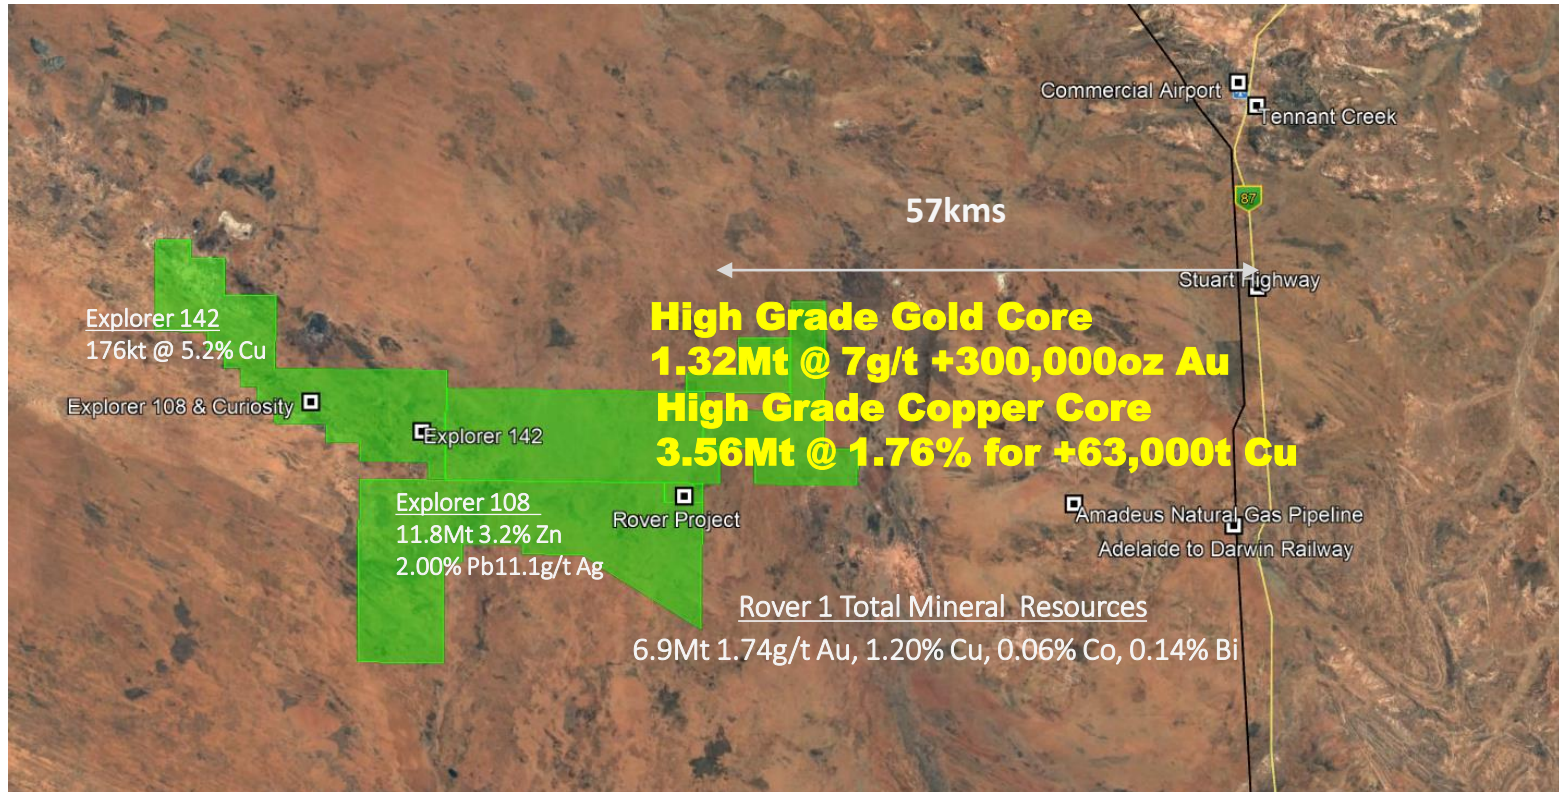 Commercial Airport
Tennant Creek
87
57kms
Stuart Highway
Explorer 142
176kt @ 5.2% Cu
High Grade Gold Core
1.32Mt @ 7g/t +300,000oz Au
High Grade Copper Core
3.56Mt @ 1.76% for +63,000t Cu
Explorer 108 & Curiosity
Explorer 142
Explorer 108
11.8Mt 3.2% Zn
2.00% Pb11.1g/t Ag
Rover Project
Amadeus Natural Gas Pipeline
Adelaide to Darwin Railway
Rover 1 Total Mineral  Resources
6.9Mt 1.74g/t Au, 1.20% Cu, 0.06% Co, 0.14% Bi